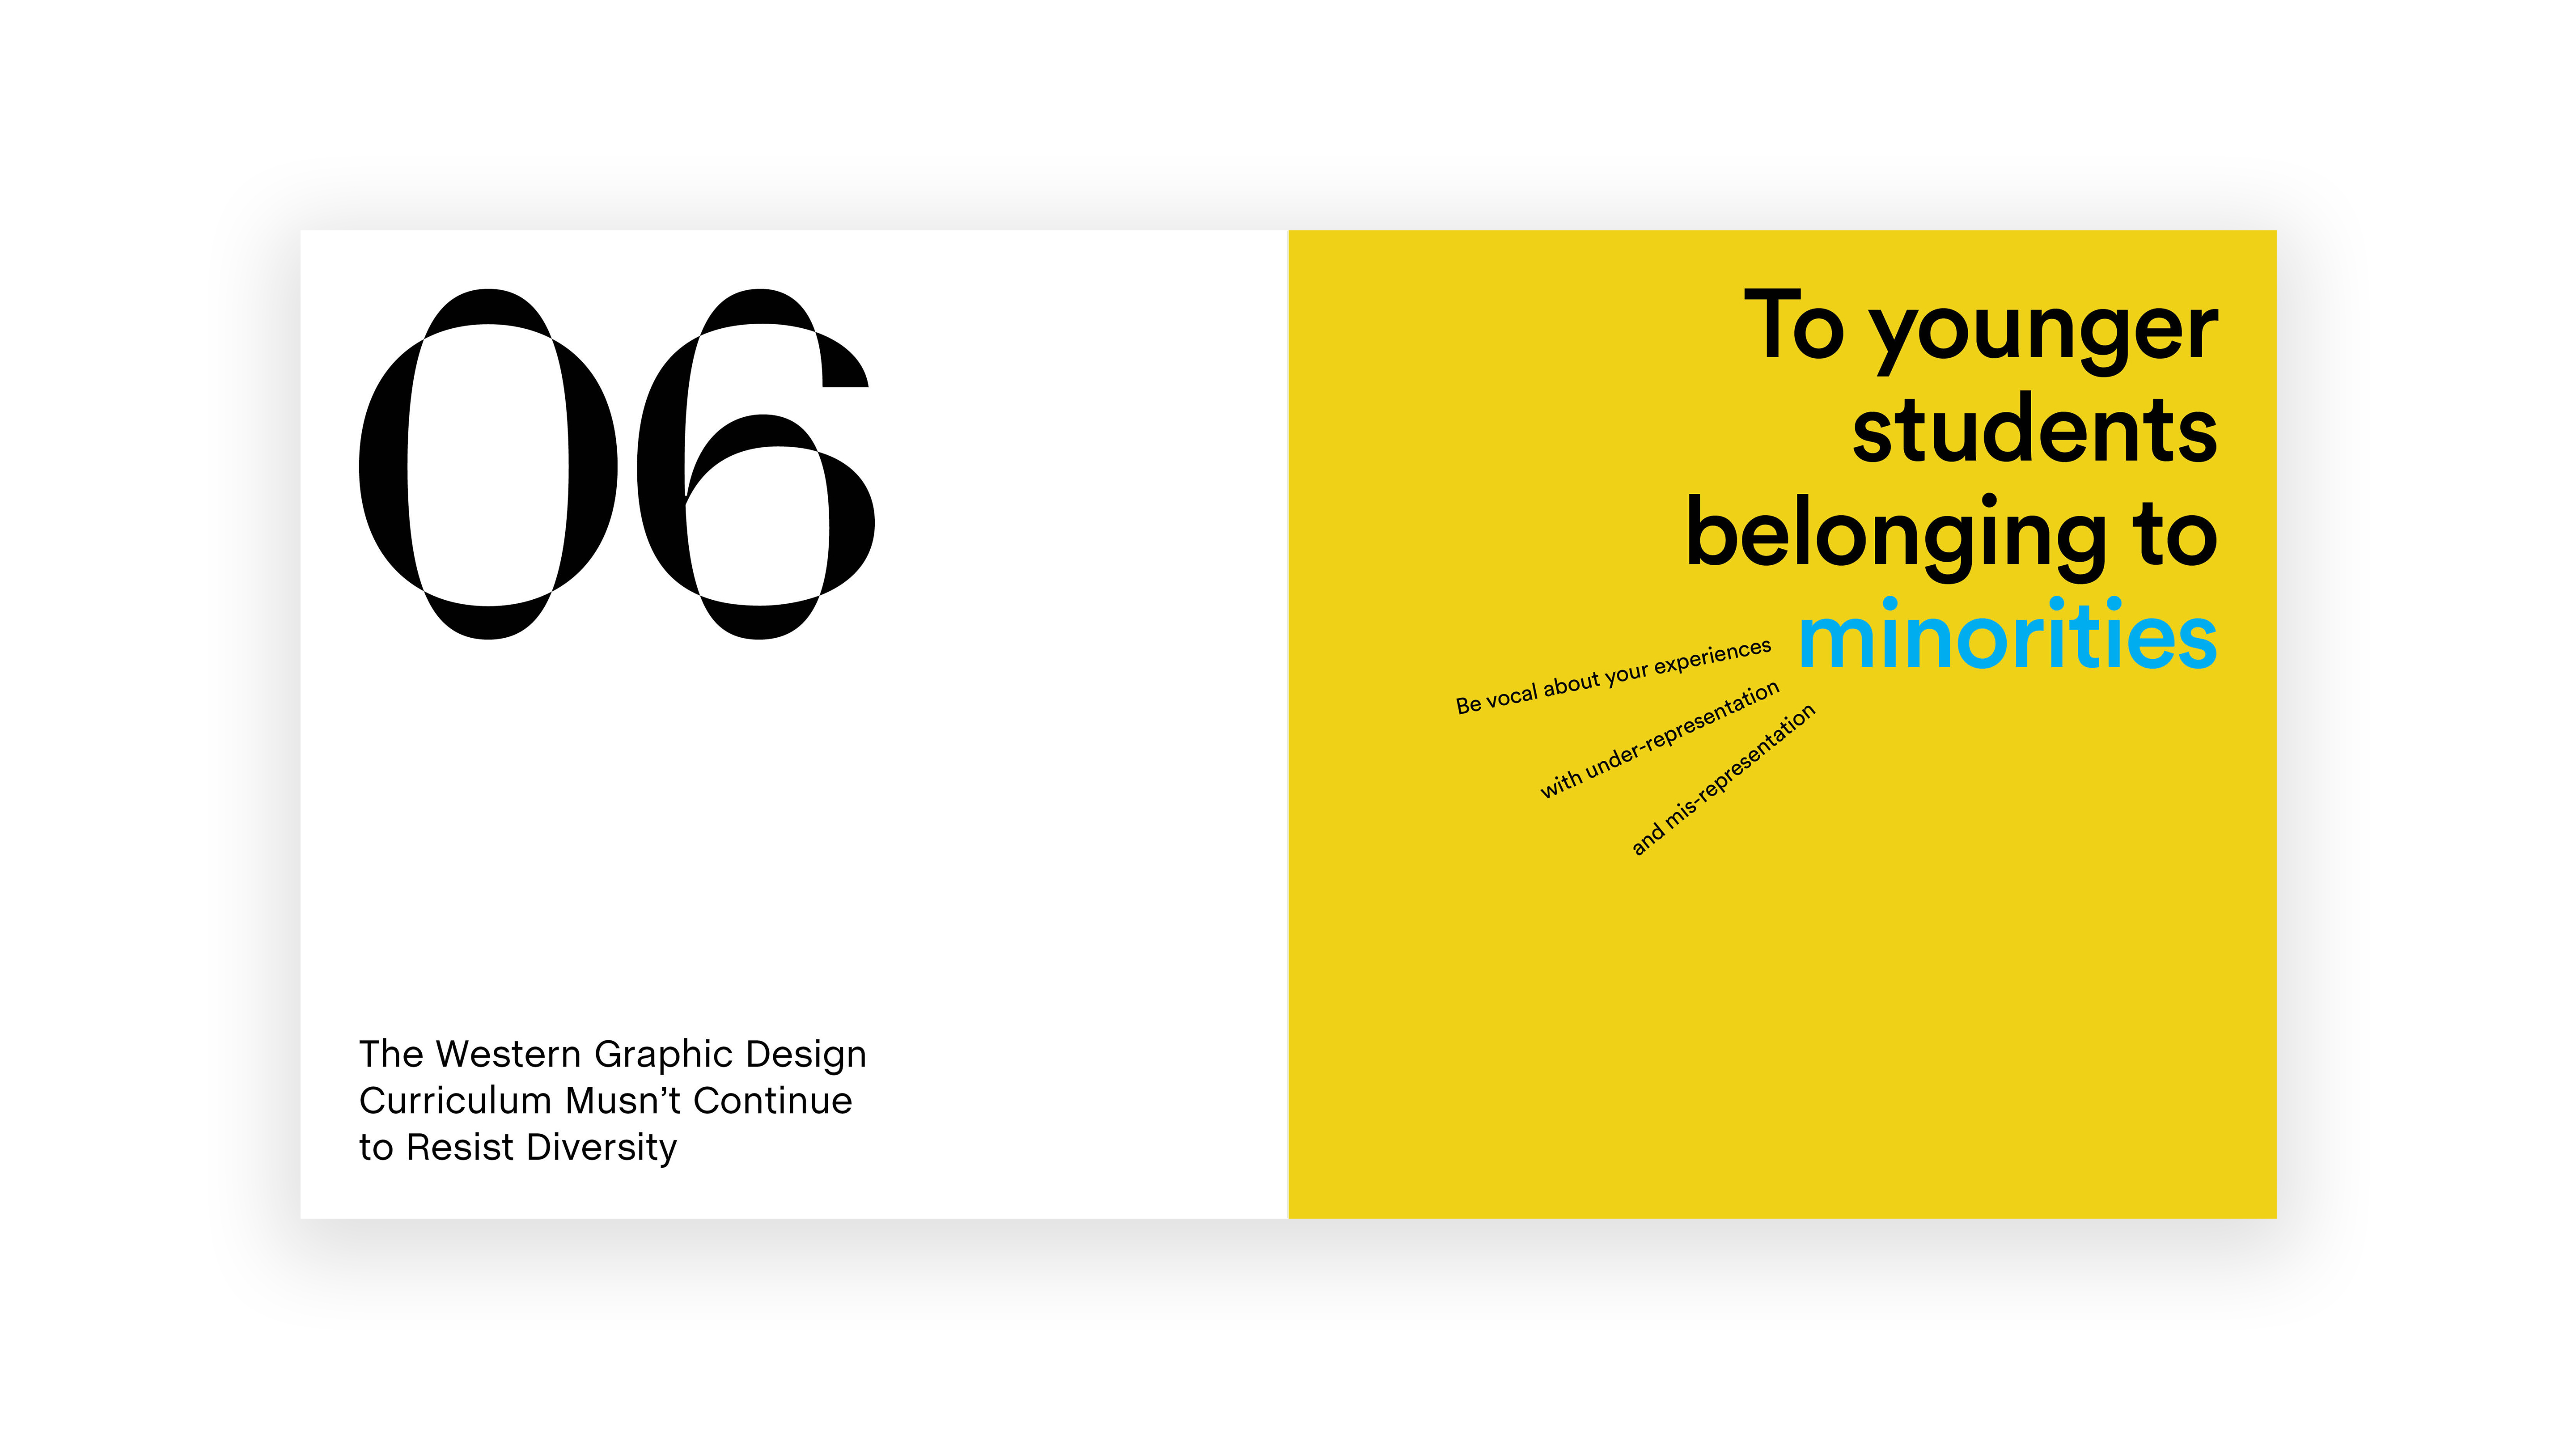 06
The Western Graphic Design
Curriculum Musn’t Continue
to Resist Diversity
To younger
students
belonging to
minorities
Be vocal about your experiences
with under-representation
and mis-representation